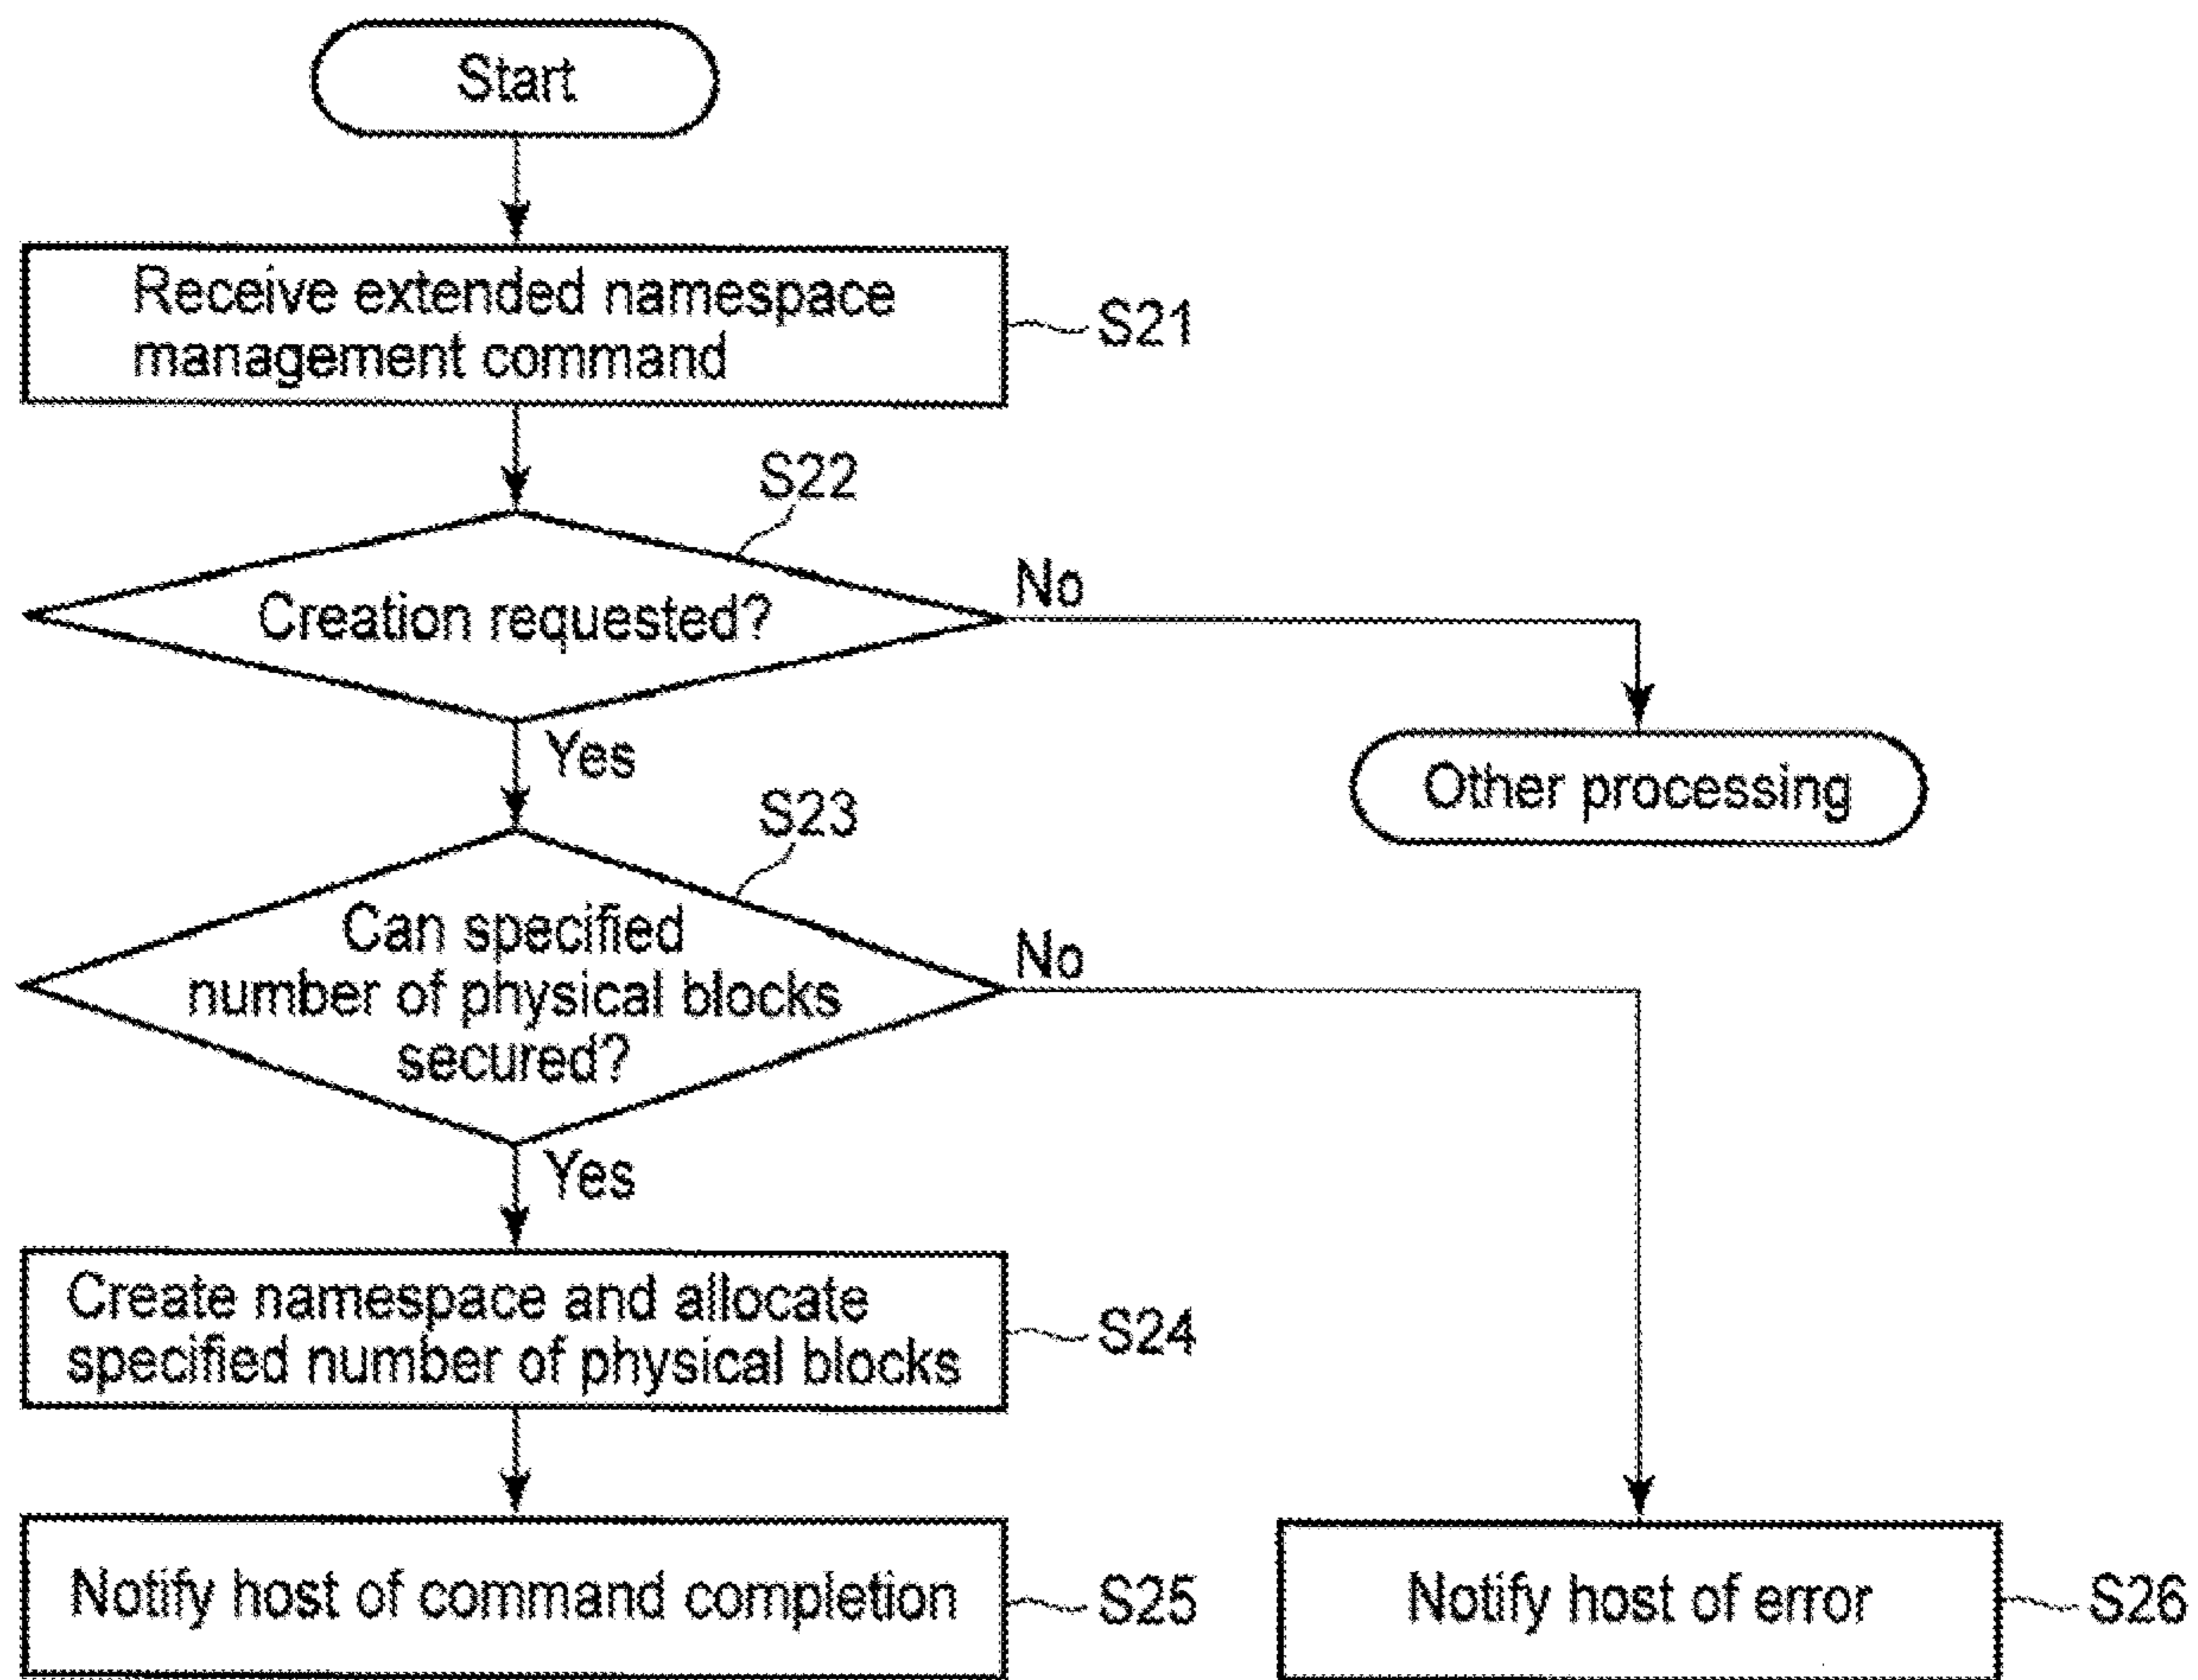 Start
Receive extended namespace
management command
S21
S22
Creation requested?
No
Yes
Other processing
S23
Can specified
number of physical blocks
secured?
No
Yes
Create namespace and allocate
specified number of physical blocks
S24
Notify host of command completion
S25
Notify host of error
S26